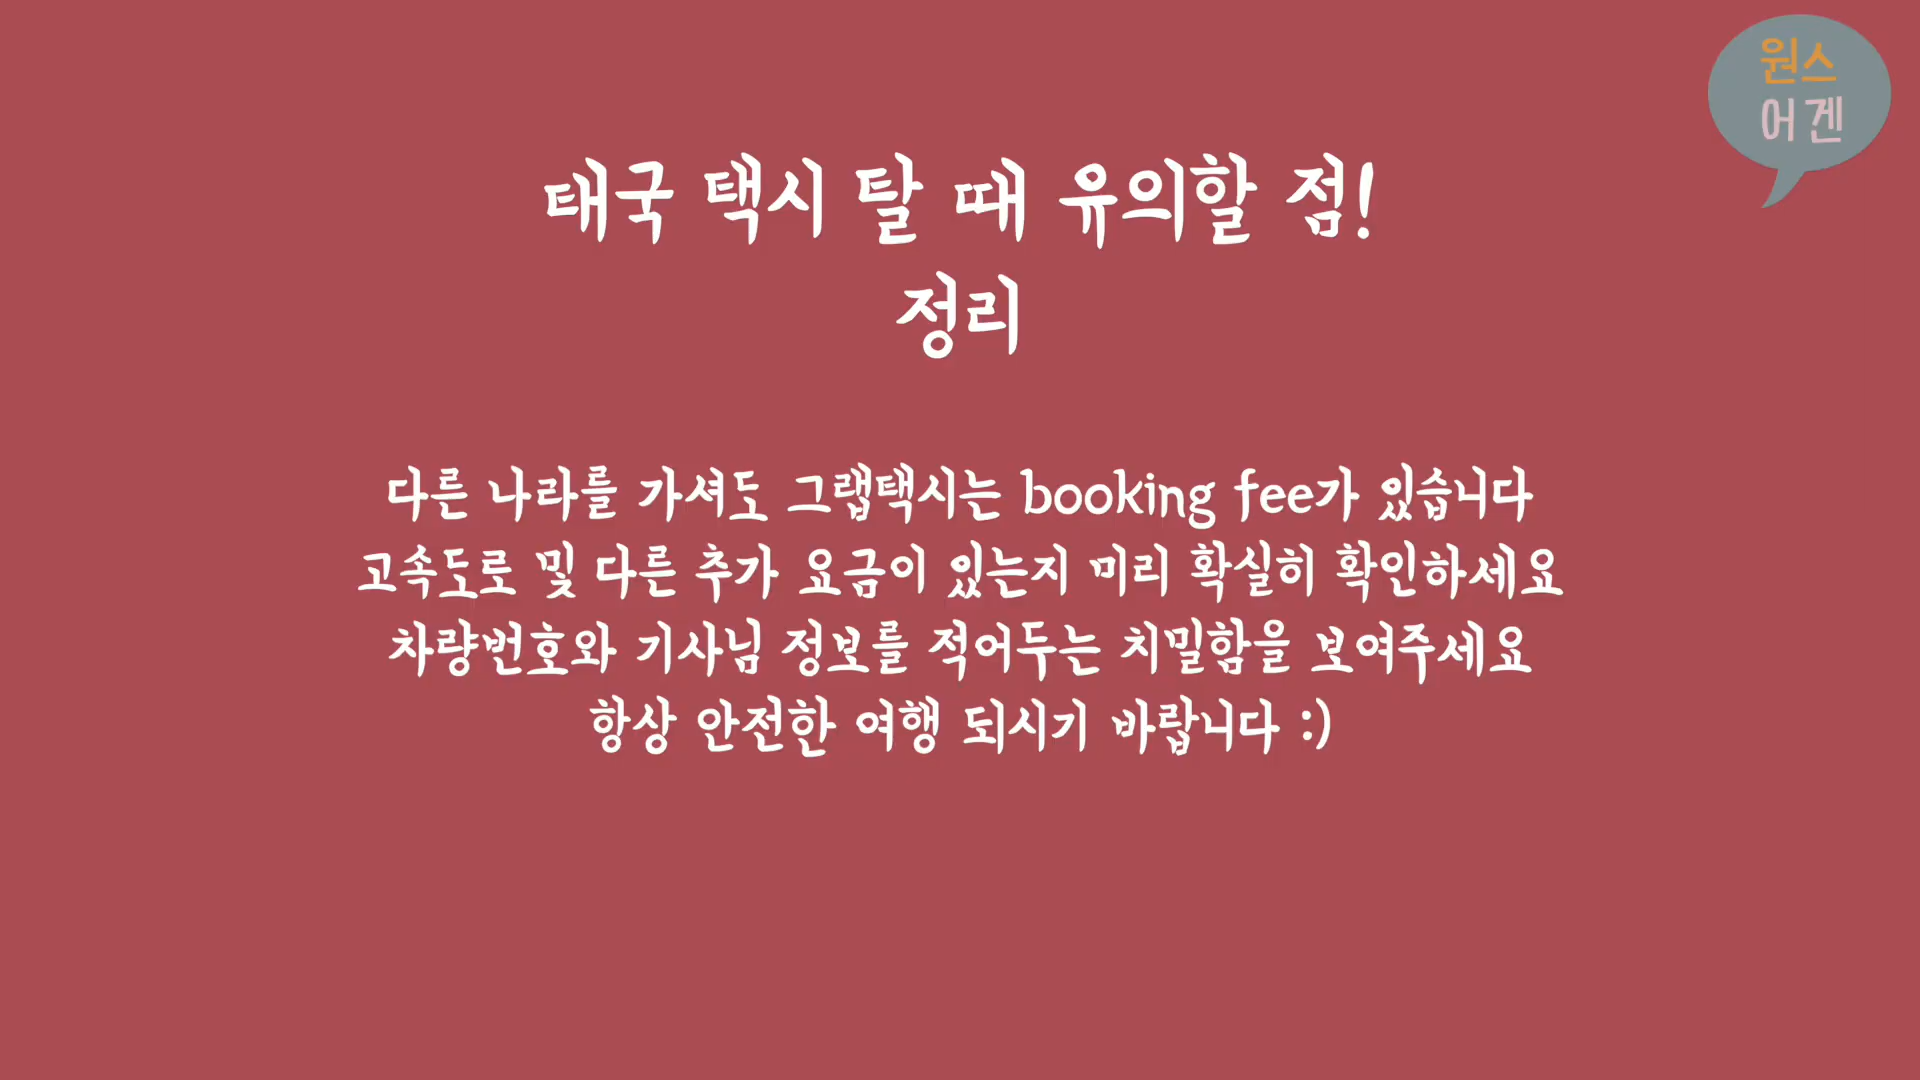 원스
어겐
태국 택시 탈 때 유의할 점!
정리
다른 나라를 가셔도 그랩택시는 booking fee가 있습니다
고속도로 및 다른 추가 요금이 있는지 미리 확실히 확인하세요
차량번호와 기사님 정보를 적어두는 치밀함을 보여주세요
항상 안전한 여행 되시기 바랍니다 :)